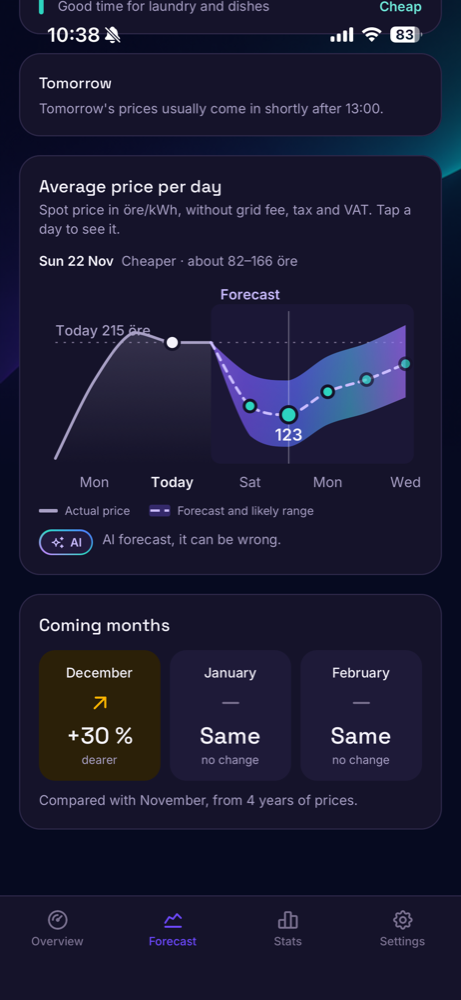 Good time for laundry and dishes Cheap
10:38 83
Tomorrow
Tomorrow's prices usually come in shortly after 13:00.
Average price per day
Spot price in öre/kWh, without grid fee, tax and VAT. Tap a
day to see it.
Sun 22 Nov Cheaper · about 82–166 öre
Forecast
Today 215 öre
123
Mon Today Sat Mon Wed
Actual price Forecast and likely range
AI AI forecast, it can be wrong.
Coming months
December January February
+30 % Same Same
dearer no change no change
Compared with November, from 4 years of prices.
Overview Forecast Stats Settings